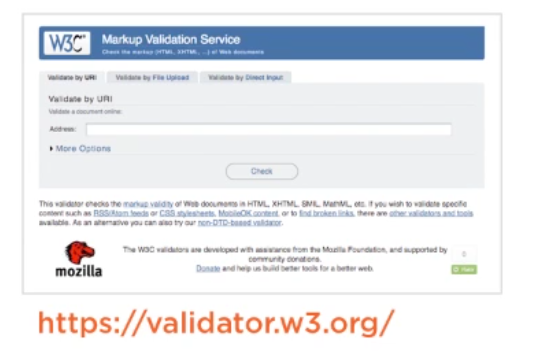 W3C® Markup Validation Service
Check the markup (HTML, XHTML, ...) of Web documents
Validate by URI Validate by File Upload Validate by Direct Input
Validate by URI
Validate a document online:
Address:
More Options
Check
This validator checks the markup validity of Web documents in HTML, XHTML, SMIL, MathML, etc. If you wish to validate specific
content such as RSS/Atom feeds or CSS stylesheets, MobileOK content, or to find broken links, there are other validators and tools
available. As an alternative you can also try our non-DTD-based validator.
mozilla
The W3C validators are developed with assistance from the Mozilla Foundation, and supported by
community donations.
Donate and help us build better tools for a better web.
https://validator.w3.org/